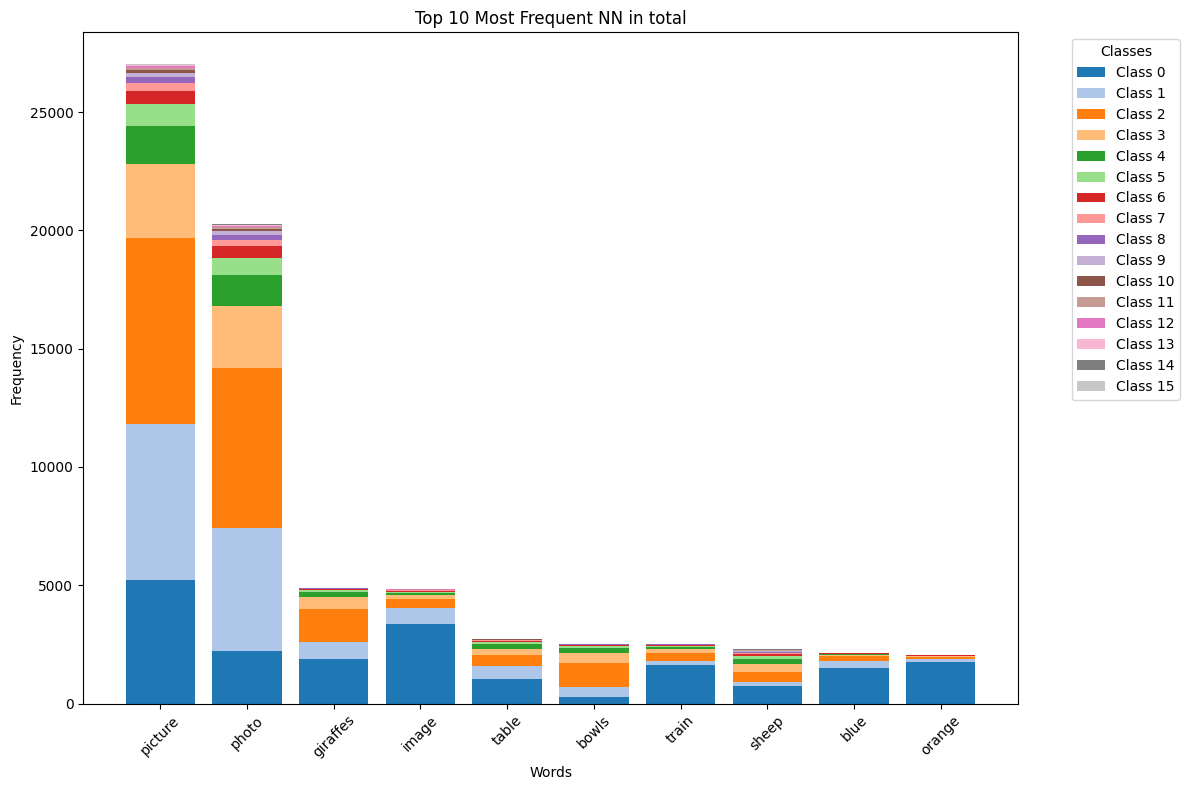 Top 10 Most Frequent NN in total
Frequency
25000
20000
15000
10000
5000
0
picture
photo
giraffes
image
table
bowls
train
sheep
blue
orange
Words
Classes
Class 0
Class 1
Class 2
Class 3
Class 4
Class 5
Class 6
Class 7
Class 8
Class 9
Class 10
Class 11
Class 12
Class 13
Class 14
Class 15